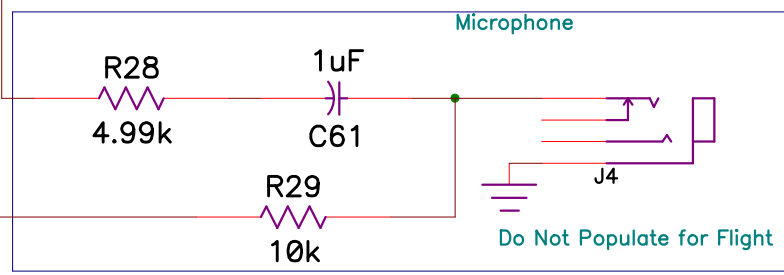 Microphone
R28
4.99k
1uF
C61
R29
10k
J4
Do Not Populate for Flight